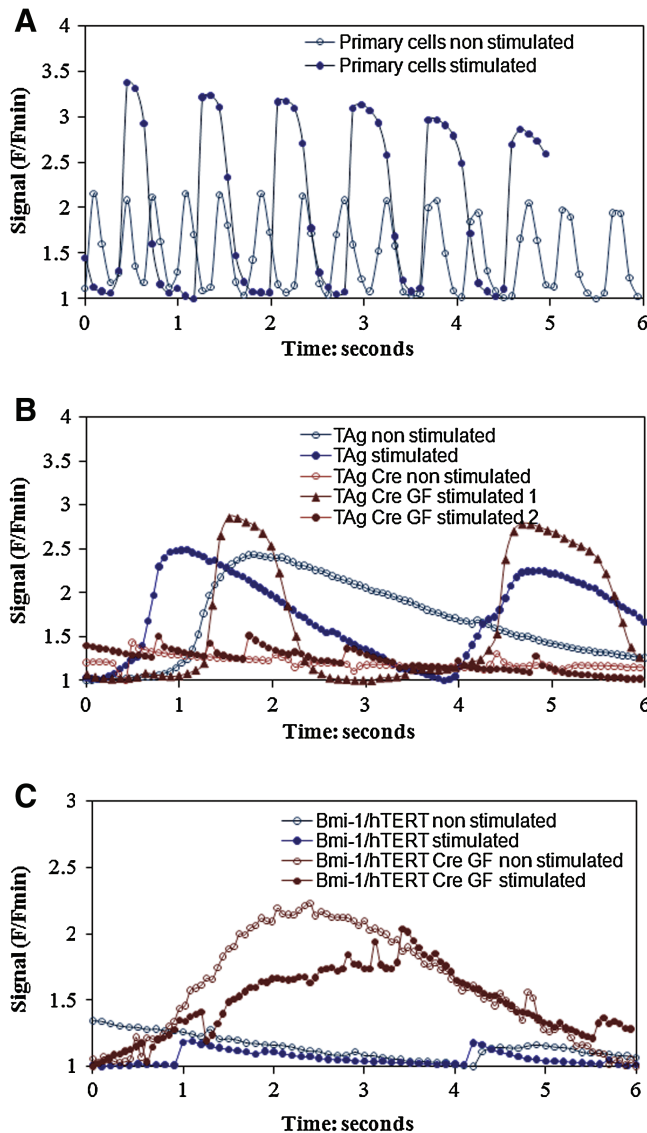 A
4
3.5
3
2.5
2
1.5
1
Signal (F/Fmin)
Primary cells non stimulated
Primary cells stimulated
0 1 2 3 4 5 6
Time: seconds
B
4
3.5
3
2.5
2
1.5
1
Signal (F/Fmin)
TAg non stimulated
TAg stimulated
TAg Cre non stimulated
TAg Cre GF stimulated 1
TAg Cre GF stimulated 2
0 1 2 3 4 5 6
Time: seconds
C
3
2.5
2
1.5
1
Signal (F/Fmin)
Bmi-1/hTERT non stimulated
Bmi-1/hTERT stimulated
Bmi-1/hTERT Cre GF non stimulated
Bmi-1/hTERT Cre GF stimulated
0 1 2 3 4 5 6
Time: seconds